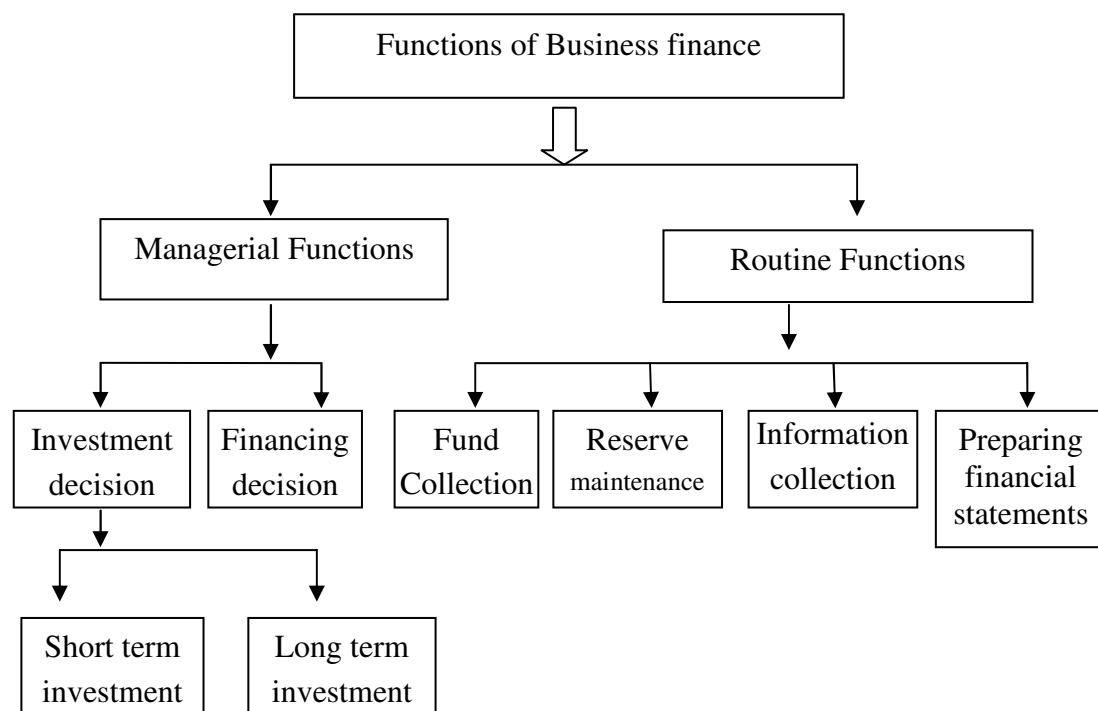 Functions of Business finance
Managerial Functions
Routine Functions
Investment
decision
Financing
decision
Fund
Collection
Reserve
maintenance
Information
collection
Preparing
financial
statements
Short term
investment
Long term
investment